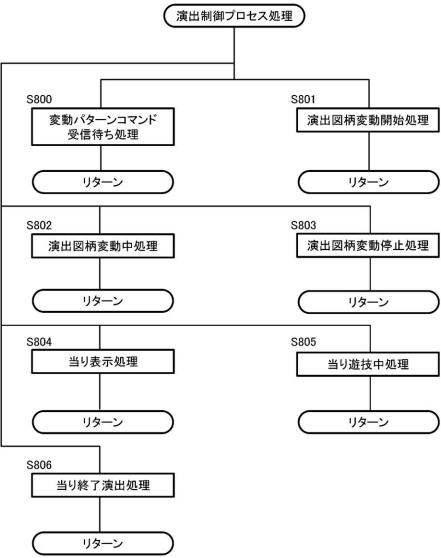 演出制御プロセス処理
S800
変動パターンコマンド
受信待ち処理
リターン
S801
演出図柄変動開始処理
リターン
S802
演出図柄変動中処理
リターン
S803
演出図柄変動停止処理
リターン
S804
当り表示処理
リターン
S805
当り遊技中処理
リターン
S806
当り終了演出処理
リターン